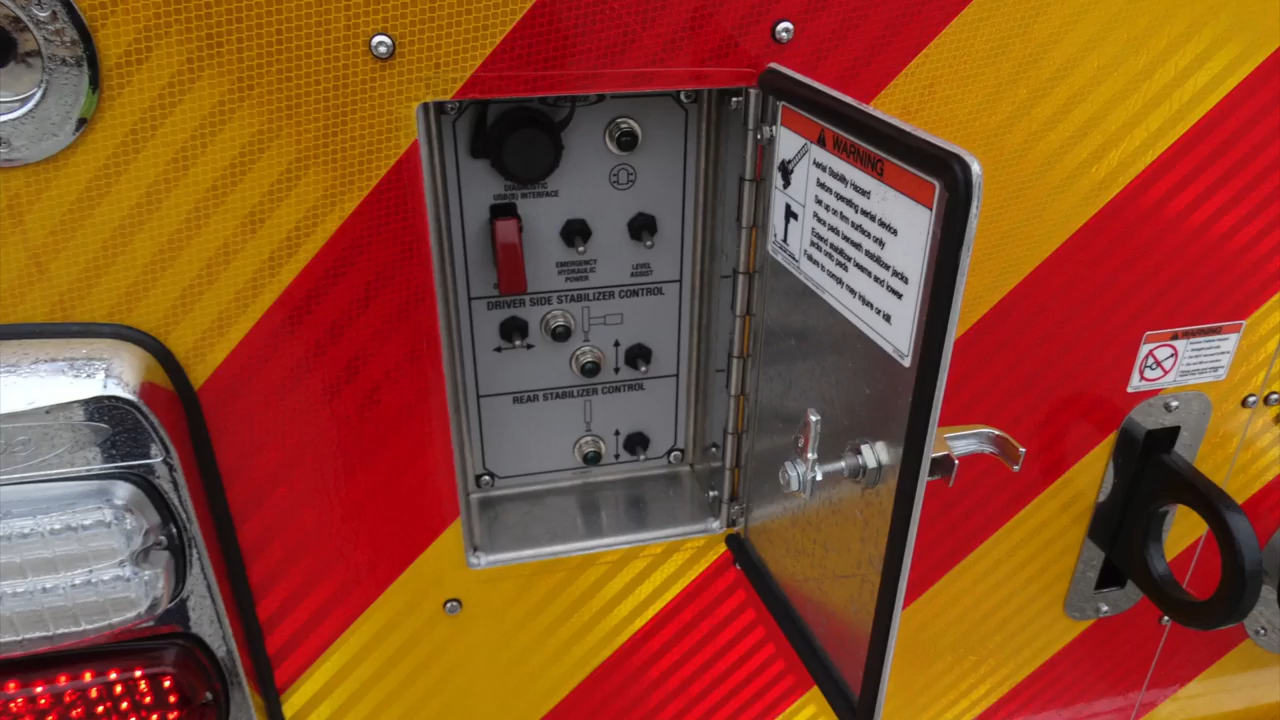 DIAGNOSTIC
USB(S) INTERFACE
EMERGENCY
HYDRAULIC
POWER
LEVEL
ASSIST
DRIVER SIDE STABILIZER CONTROL
REAR STABILIZER CONTROL
WARNING
Aerial Stability Hazard
Before operating aerial device
Set up on firm surface only
Place pads beneath stabilizer jacks
Extend stabilizer beams and lower
jacks onto pads
Failure to comply may injure or kill.
WARNING